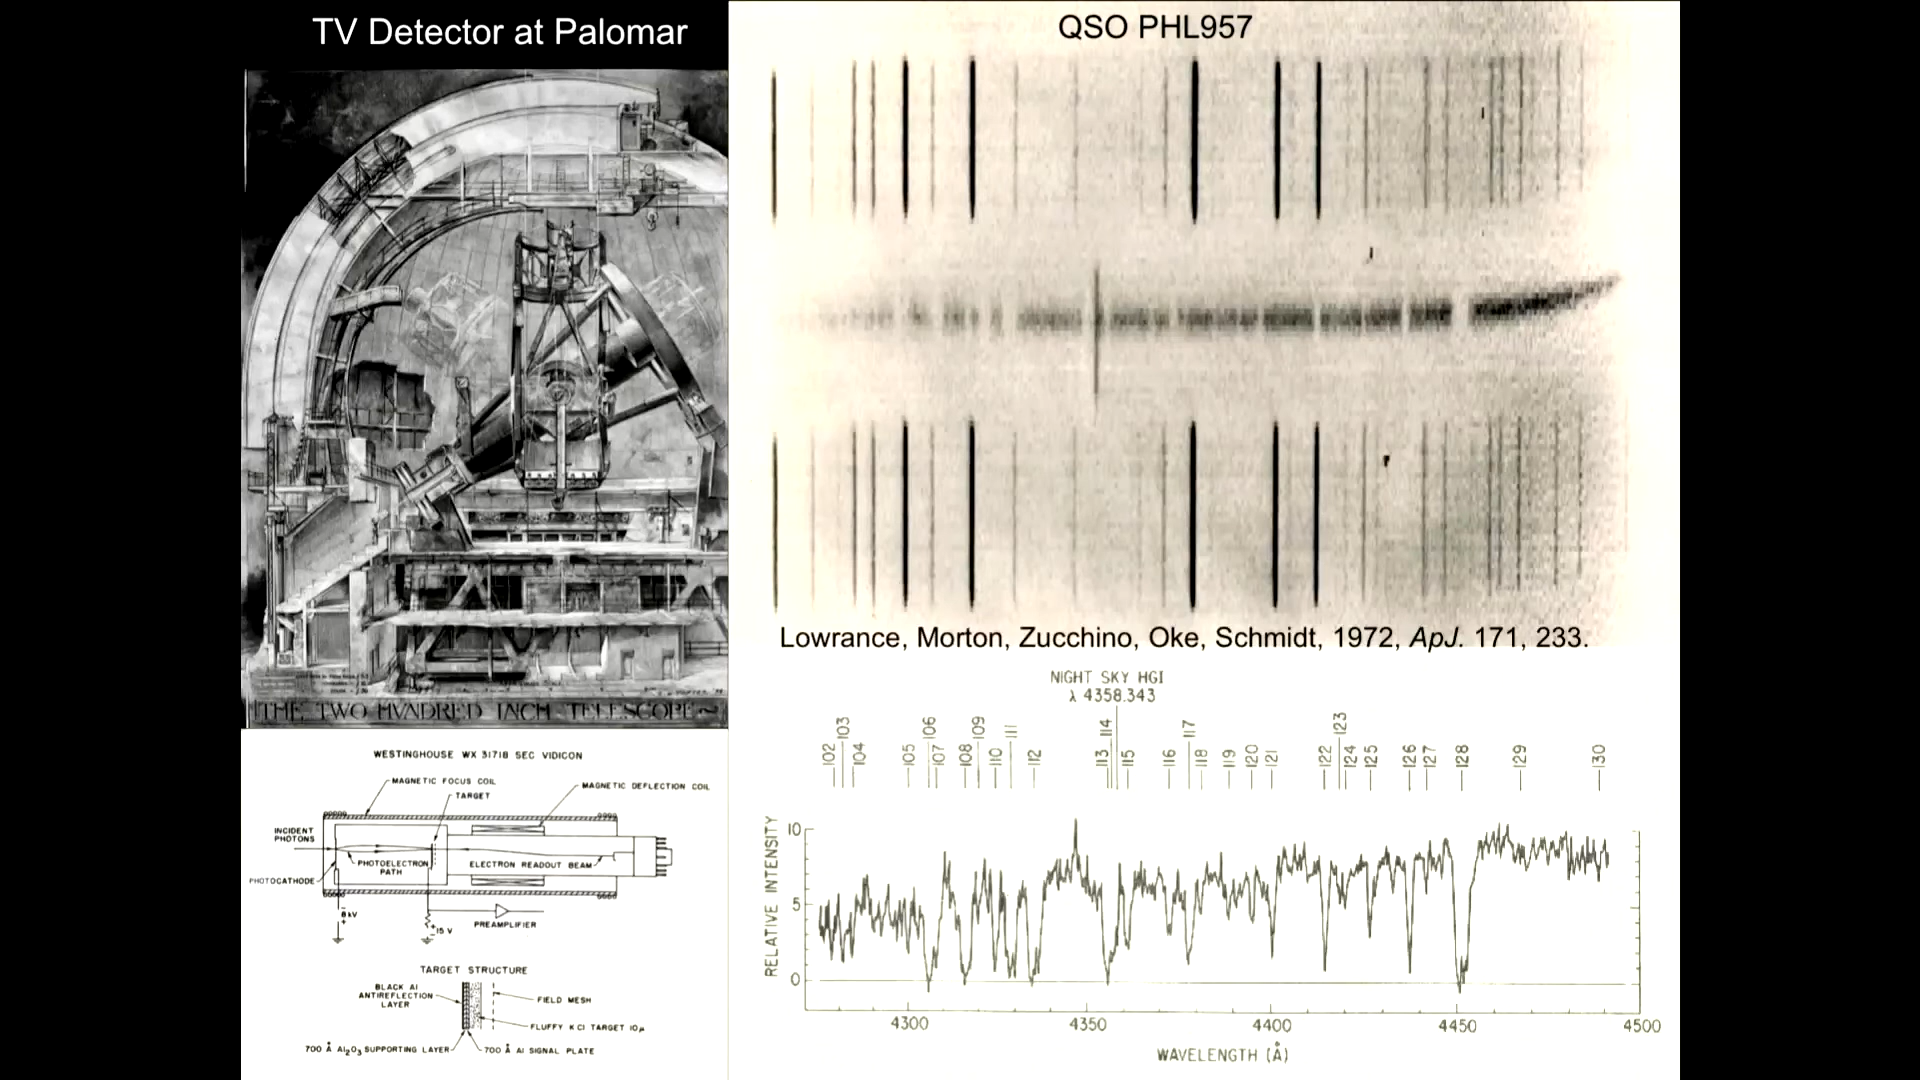 TV Detector at Palomar
THE TWO HUNDRED INCH TELESCOPE
WESTINGHOUSE WX 31718 SEC VIDICON
MAGNETIC FOCUS COIL
TARGET
MAGNETIC DEFLECTION COIL
INCIDENT
PHOTONS
PHOTOELECTRON
PATH
ELECTRON READOUT BEAM
PHOTOCATHODE
8 kV
15 V
PREAMPLIFIER
TARGET STRUCTURE
BLACK Al
ANTIREFLECTION
LAYER
FIELD MESH
FLUFFY KCl TARGET 10μ
700 Å Al2O3 SUPPORTING LAYER
700 Å Al SIGNAL PLATE
QSO PHL957
Lowrance, Morton, Zucchino, Oke, Schmidt, 1972, ApJ. 171, 233.
NIGHT SKY HGI
λ 4358.343
102 103 104 105 106 107 108 109 110 111 112 113 114 115 116 117 118 119 120 121 122 123 124 125 126 127 128 129 130
RELATIVE INTENSITY
10
5
0
4300 4350 4400 4450 4500
WAVELENGTH (Å)